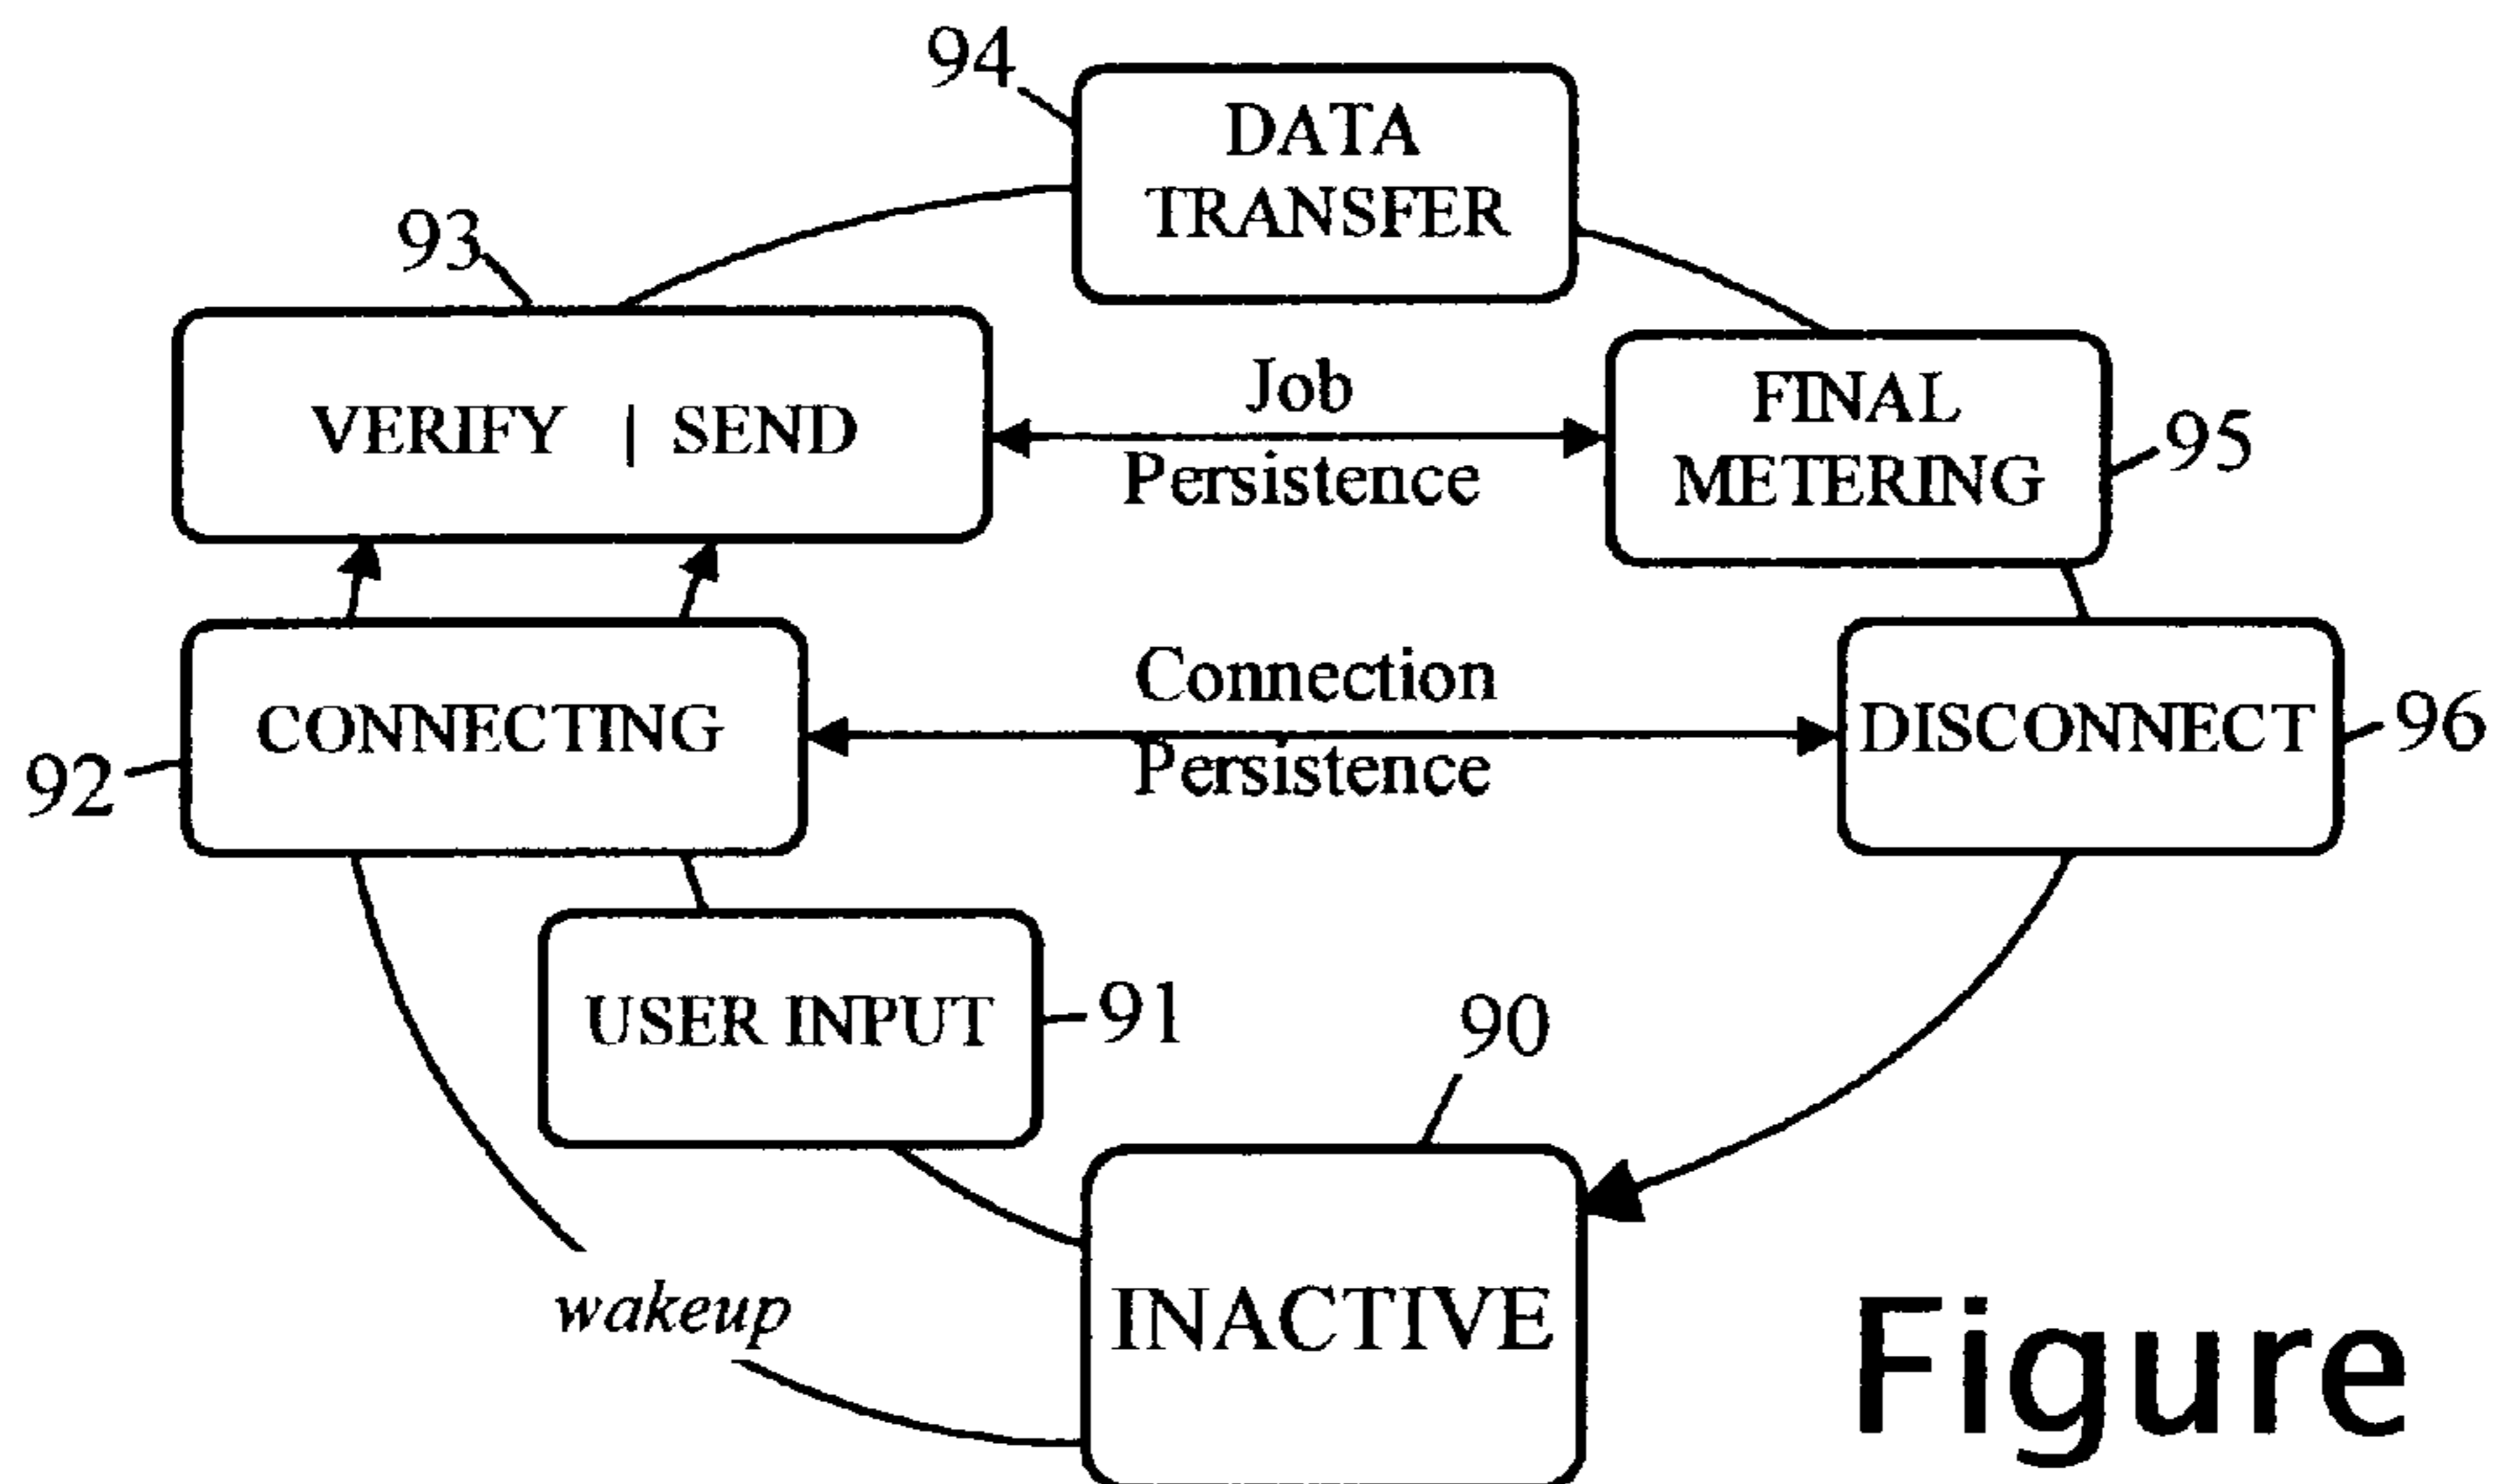 94
DATA
TRANSFER
93
VERIFY | SEND
Job
Persistence
FINAL
METERING
95
CONNECTING
92
Connection
Persistence
DISCONNECT
96
USER INPUT
91
90
wakeup
INACTIVE
Figure